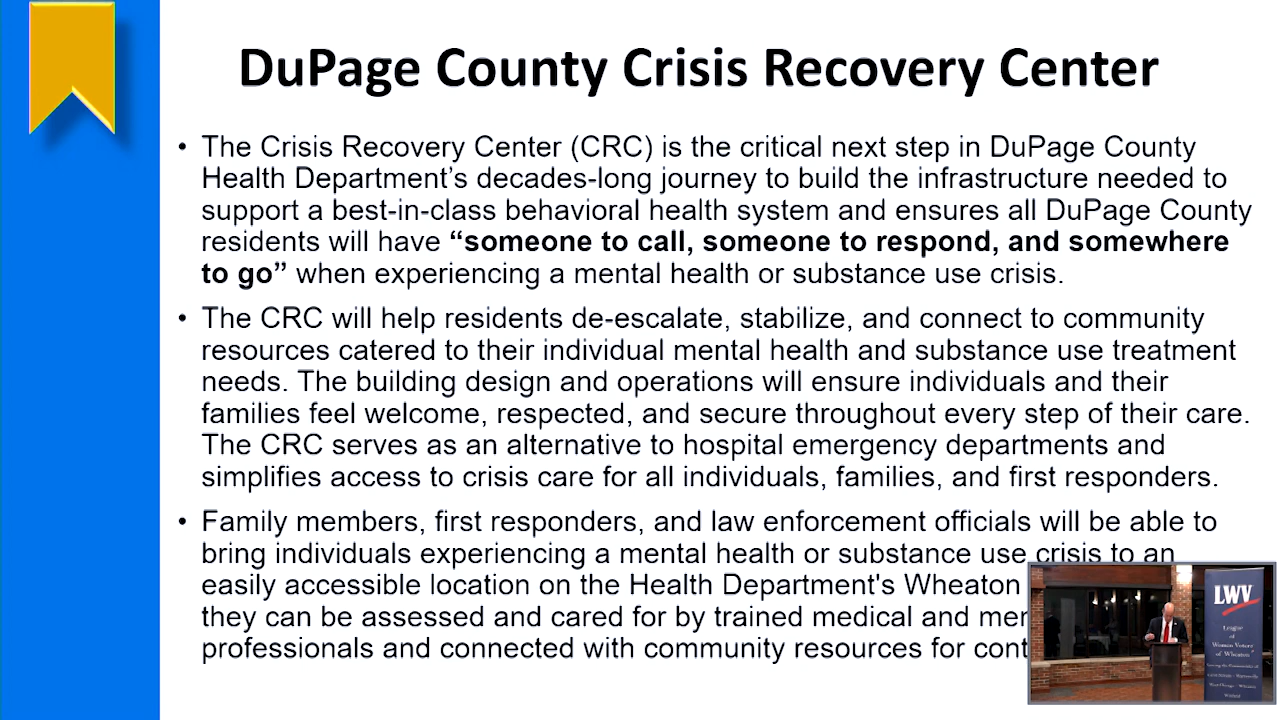 DuPage County Crisis Recovery Center
• The Crisis Recovery Center (CRC) is the critical next step in DuPage County
Health Department’s decades-long journey to build the infrastructure needed to
support a best-in-class behavioral health system and ensures all DuPage County
residents will have “someone to call, someone to respond, and somewhere
to go” when experiencing a mental health or substance use crisis.
• The CRC will help residents de-escalate, stabilize, and connect to community
resources catered to their individual mental health and substance use treatment
needs. The building design and operations will ensure individuals and their
families feel welcome, respected, and secure throughout every step of their care.
The CRC serves as an alternative to hospital emergency departments and
simplifies access to crisis care for all individuals, families, and first responders.
• Family members, first responders, and law enforcement officials will be able to
bring individuals experiencing a mental health or substance use crisis to an
easily accessible location on the Health Department's Wheaton
they can be assessed and cared for by trained medical and
professionals and connected with community resources for
LWV
League
of
Women Voters
of Wheaton